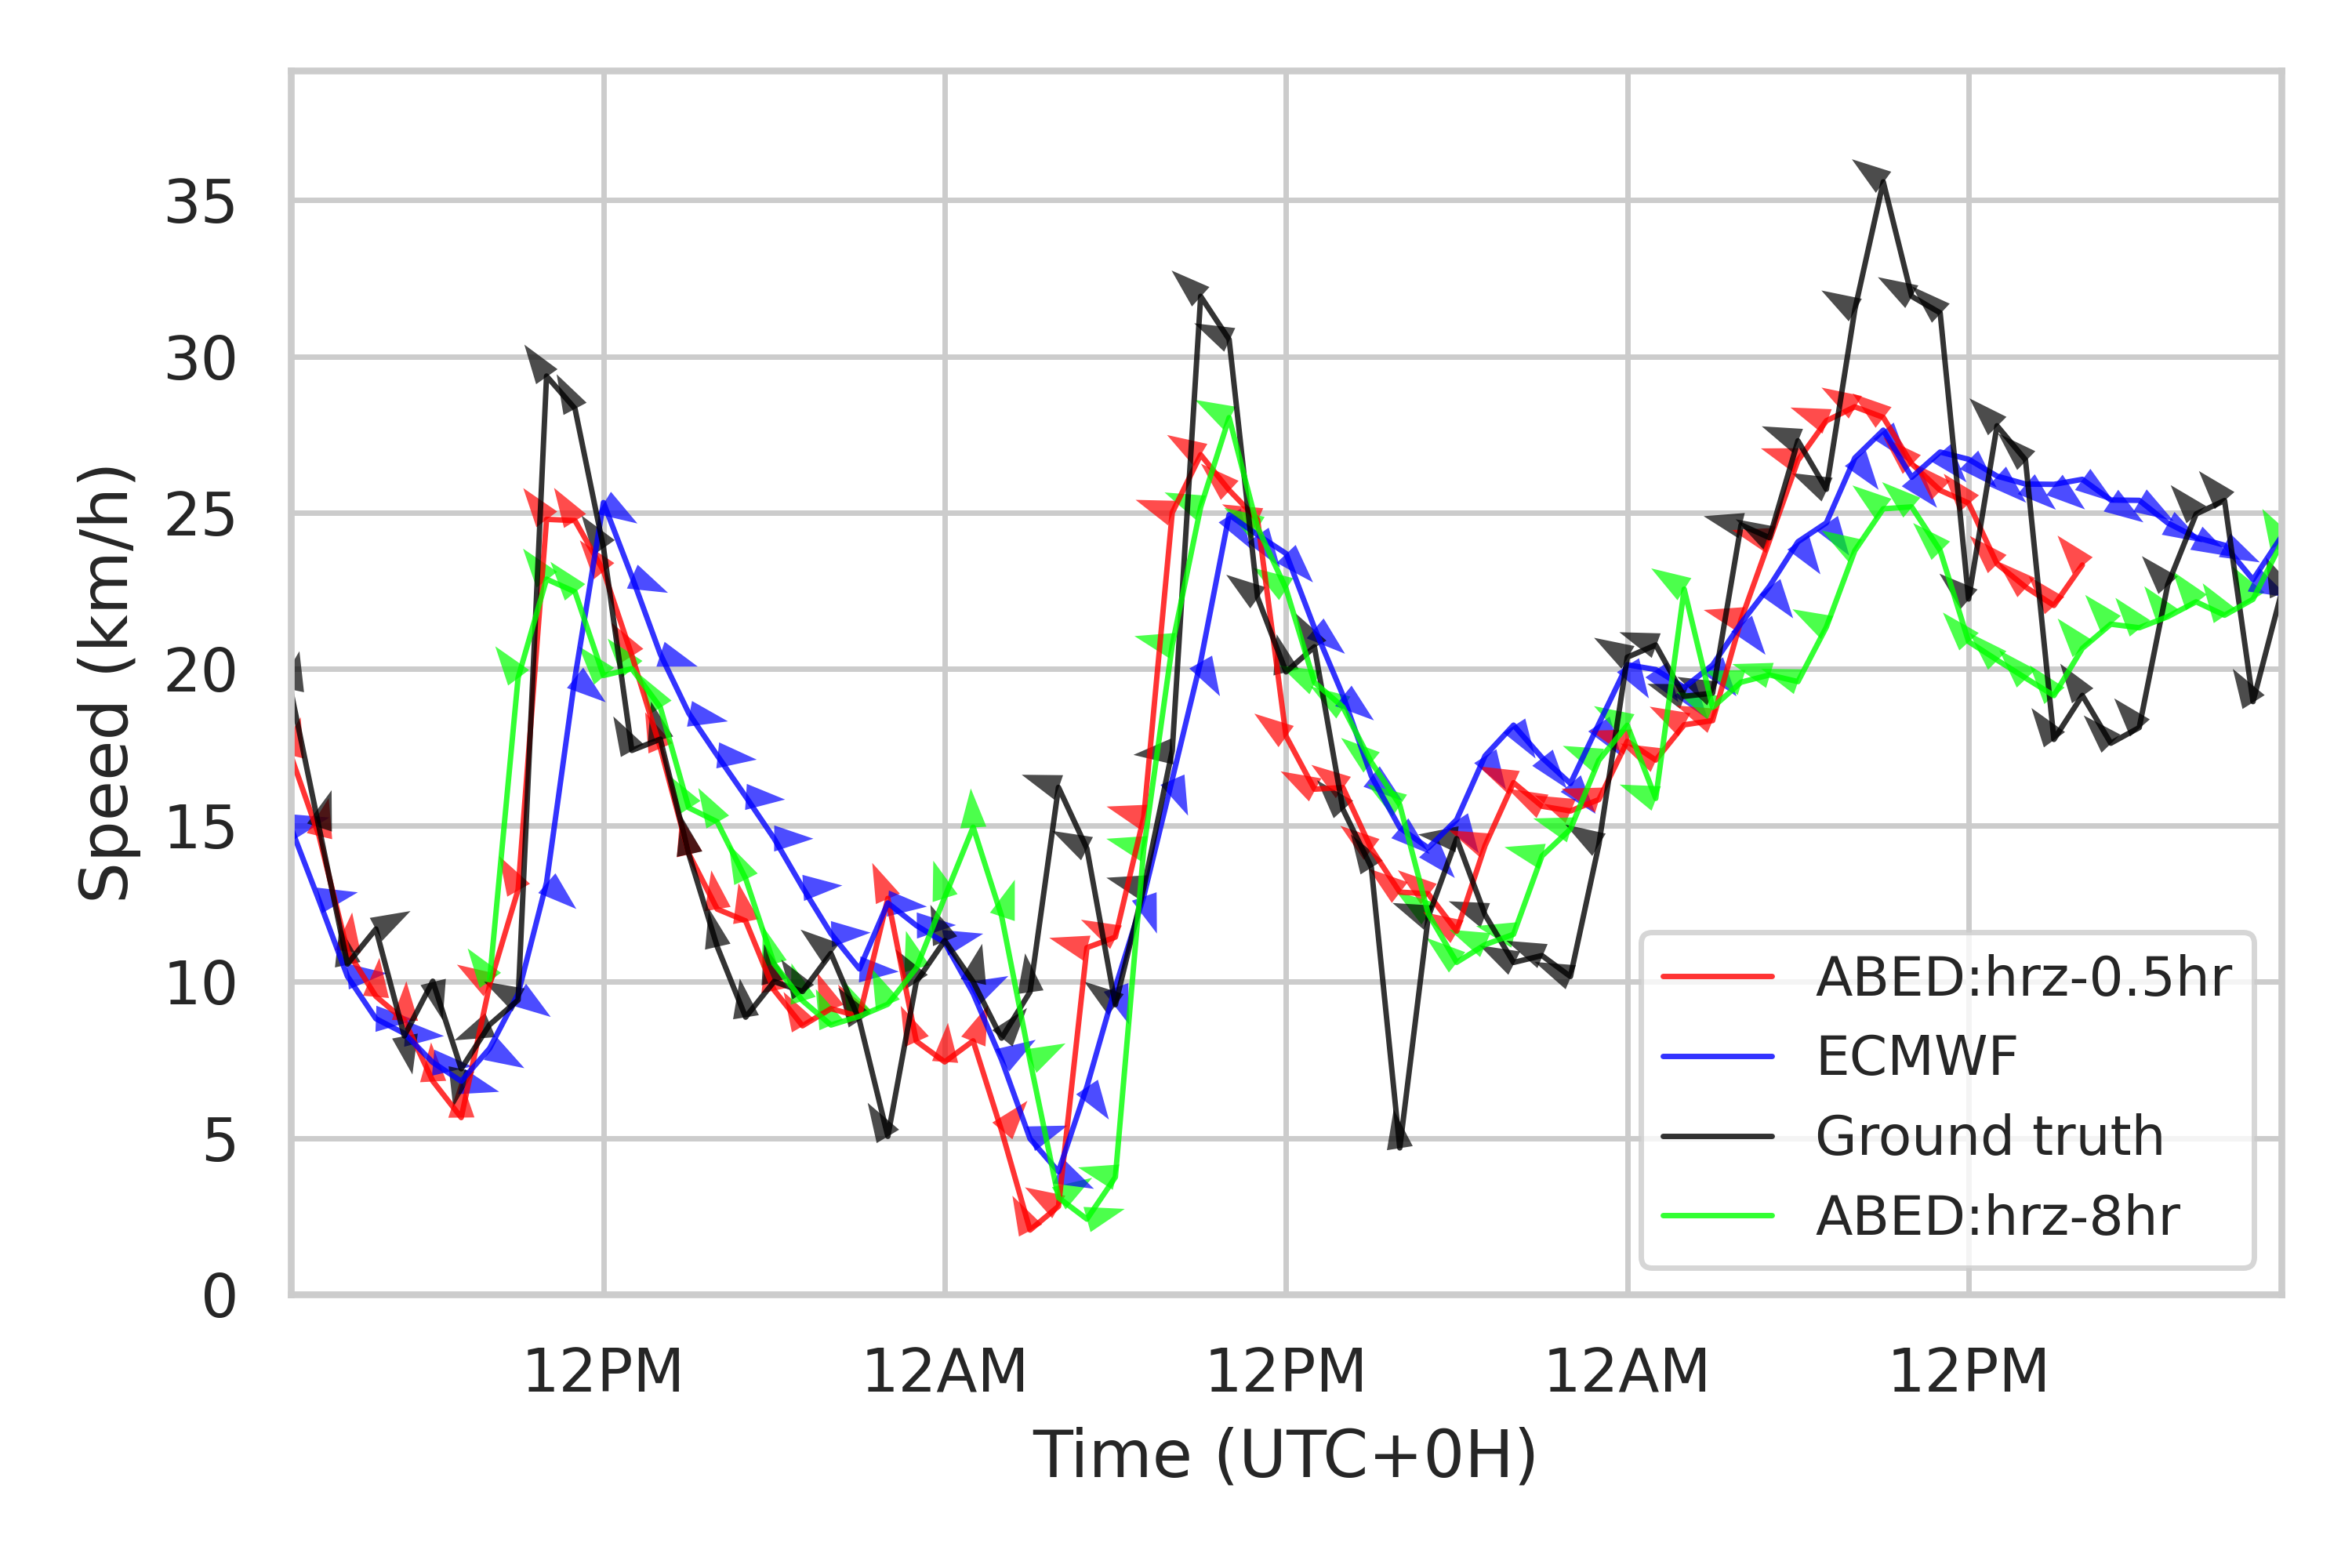 Speed (km/h)
35
30
25
20
15
10
5
0
12PM 12AM 12PM 12AM 12PM
Time (UTC+0H)
ABED:hrz-0.5hr
ECMWF
Ground truth
ABED:hrz-8hr